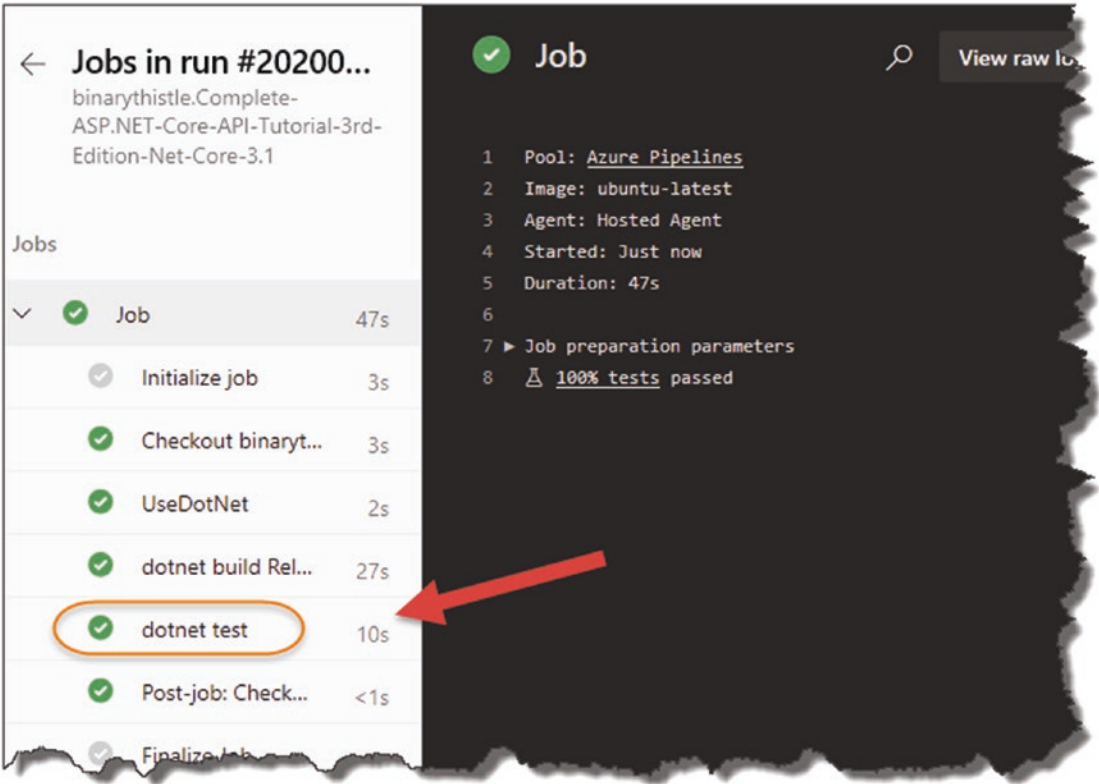 Jobs in run #20200...
binarythistle.Complete-
ASP.NET-Core-API-Tutorial-3rd-
Edition-Net-Core-3.1
Jobs
Job 47s
Initialize job 3s
Checkout binaryt... 3s
UseDotNet 2s
dotnet build Rel... 27s
dotnet test 10s
Post-job: Check... <1s
Finalize Job
Job
View raw lo
1 Pool: Azure Pipelines
2 Image: ubuntu-latest
3 Agent: Hosted Agent
4 Started: Just now
5 Duration: 47s
6
7 Job preparation parameters
8 100% tests passed